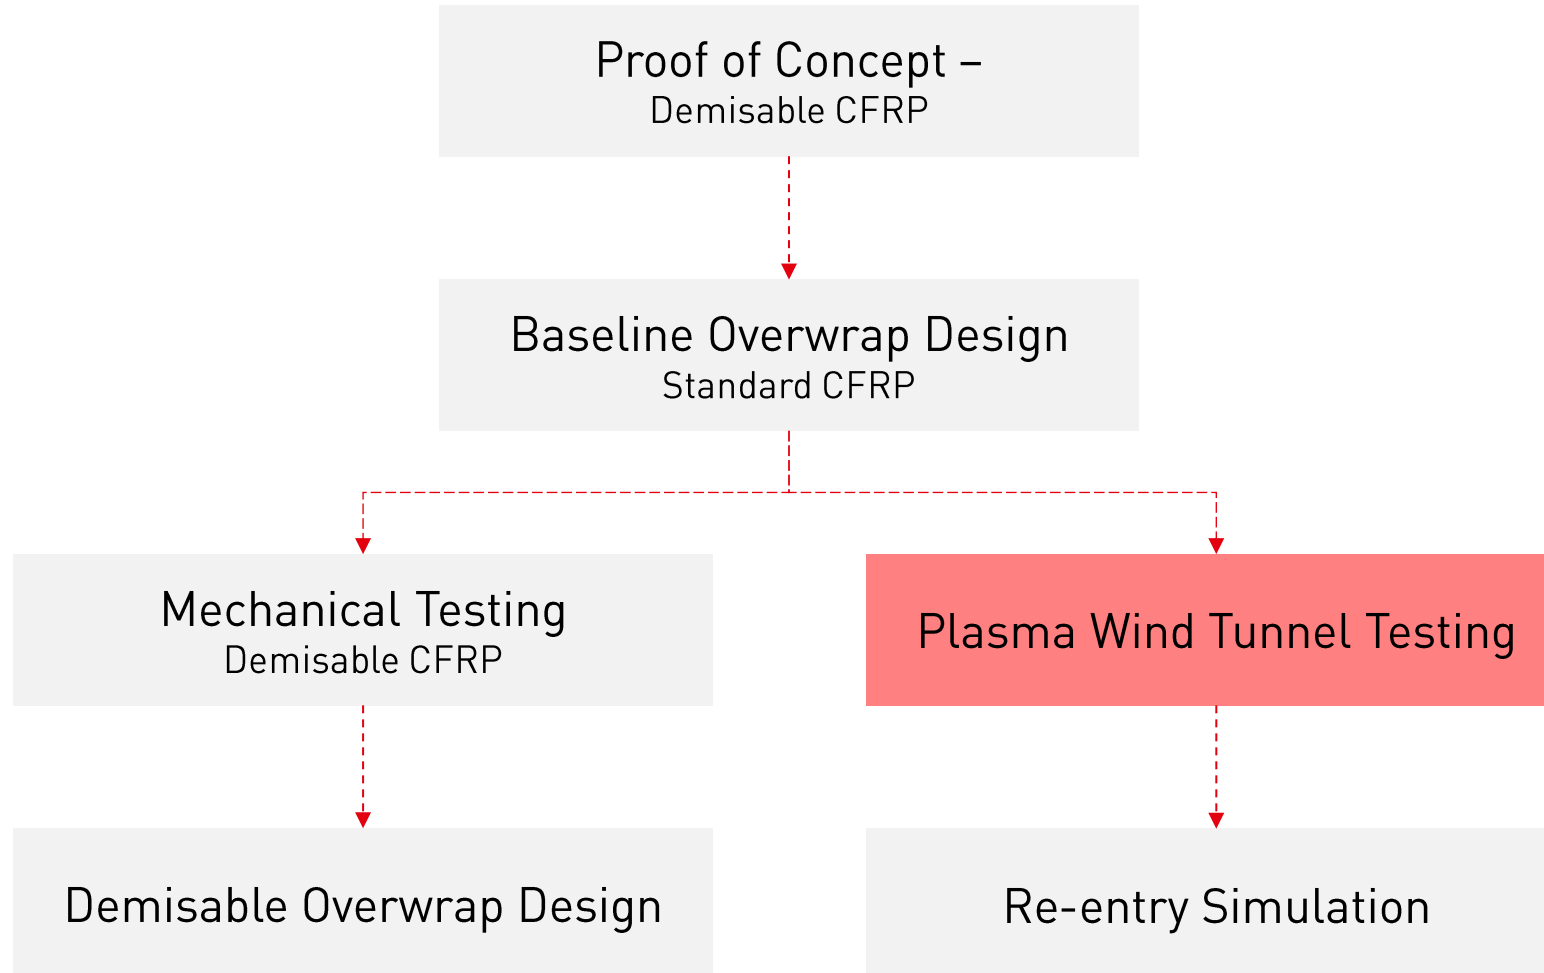 Proof of Concept –
Demisable CFRP
Baseline Overwrap Design
Standard CFRP
Mechanical Testing
Demisable CFRP
Plasma Wind Tunnel Testing
Demisable Overwrap Design
Re-entry Simulation